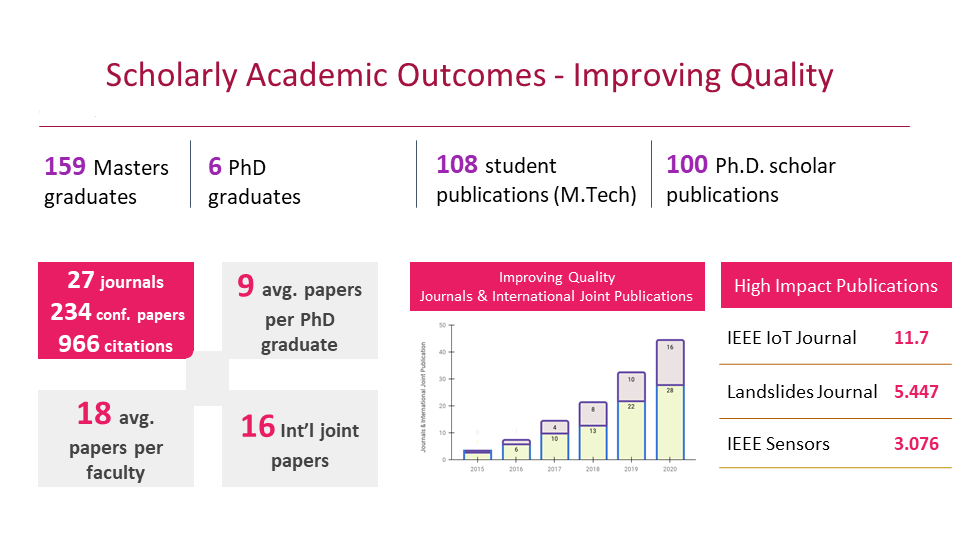 Scholarly Academic Outcomes - Improving Quality
159 Masters
graduates
6 PhD
graduates
108 student
publications (M.Tech)
100 Ph.D. scholar
publications
27 journals
234 conf. papers
966 citations
9 avg. papers
per PhD
graduate
18 avg.
papers per
faculty
16 Int'l joint
papers
Improving Quality
Journals & International Joint Publications
Journals & International Joint Publication
50
40
30
20
10
0
6
10
4
13
8
22
10
28
16
2015
2016
2017
2018
2019
2020
High Impact Publications
IEEE IoT Journal 11.7
Landslides Journal 5.447
IEEE Sensors 3.076